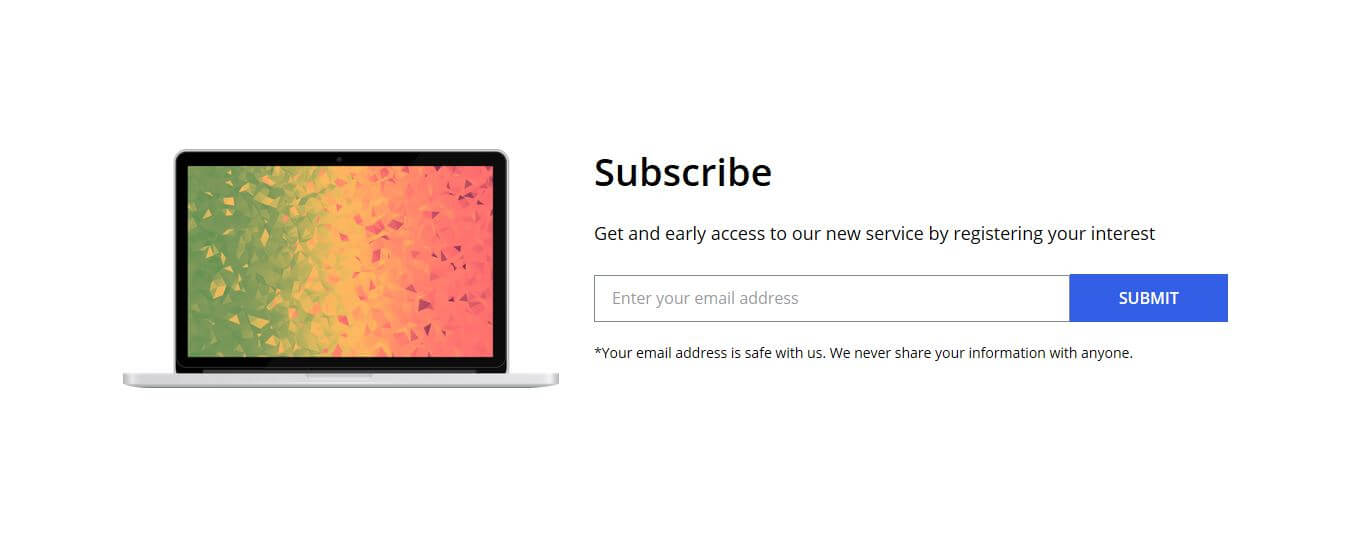 Subscribe
Get and early access to our new service by registering your interest
Enter your email address
SUBMIT
*Your email address is safe with us. We never share your information with anyone.